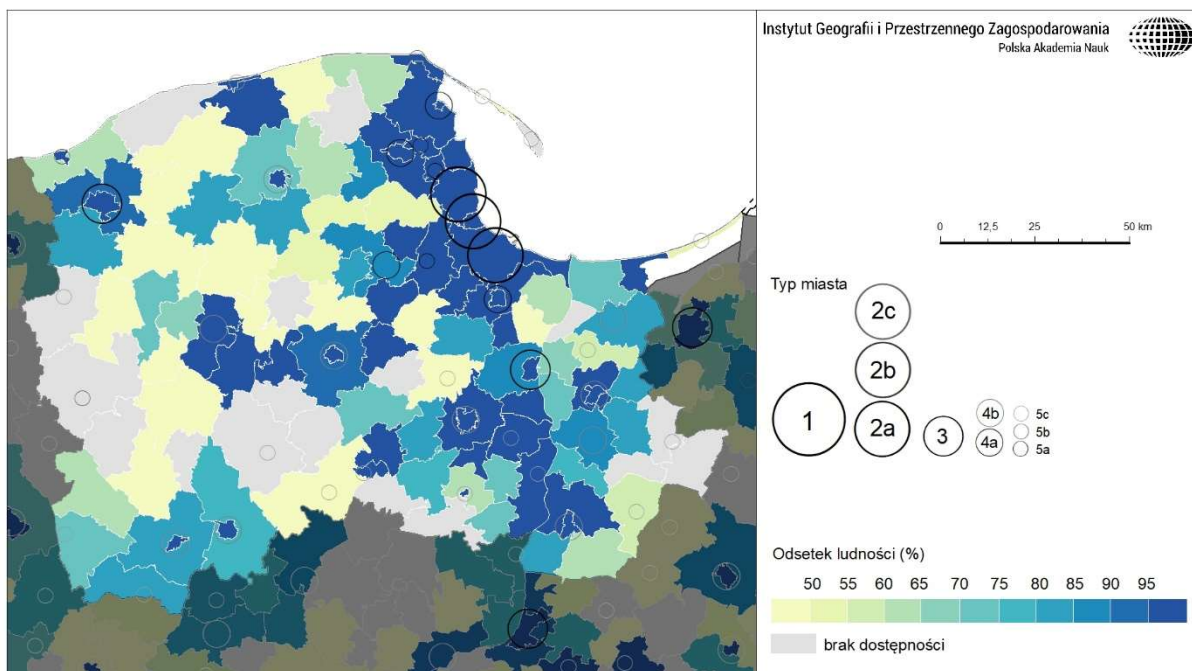 Instytut Geografii i Przestrzennego Zagospodarowania
Polska Akademia Nauk
0 12,5 25 50 km
Typ miasta
2c
2b
1 2a 3 4b 4a 5c 5b 5a
Odsetek ludności (%)
50 55 60 65 70 75 80 85 90 95
brak dostępności